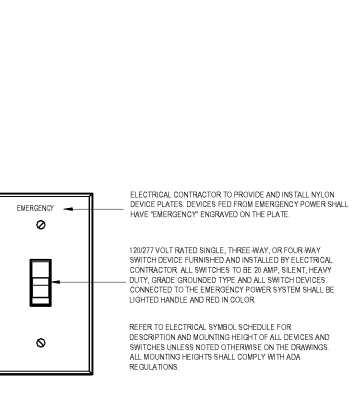 ELECTRICAL CONTRACTOR TO PROVIDE AND INSTALL NYLON
DEVICE PLATES. DEVICES FED FROM EMERGENCY POWER SHALL
HAVE "EMERGENCY" ENGRAVED ON THE PLATE.
EMERGENCY
120/277 VOLT RATED SINGLE, THREE-WAY, OR FOUR-WAY
SWITCH DEVICE FURNISHED AND INSTALLED BY ELECTRICAL
CONTRACTOR. ALL SWITCHES TO BE 20 AMP, SILENT, HEAVY
DUTY, GRADE GROUNDED TYPE AND ALL SWITCH DEVICES
CONNECTED TO THE EMERGENCY POWER SYSTEM SHALL BE
LIGHTED HANDLE AND RED IN COLOR.
REFER TO ELECTRICAL SYMBOL SCHEDULE FOR
DESCRIPTION AND MOUNTING HEIGHT OF ALL DEVICES AND
SWITCHES UNLESS NOTED OTHERWISE ON THE DRAWINGS.
ALL MOUNTING HEIGHTS SHALL COMPLY WITH ADA
REGULATIONS.